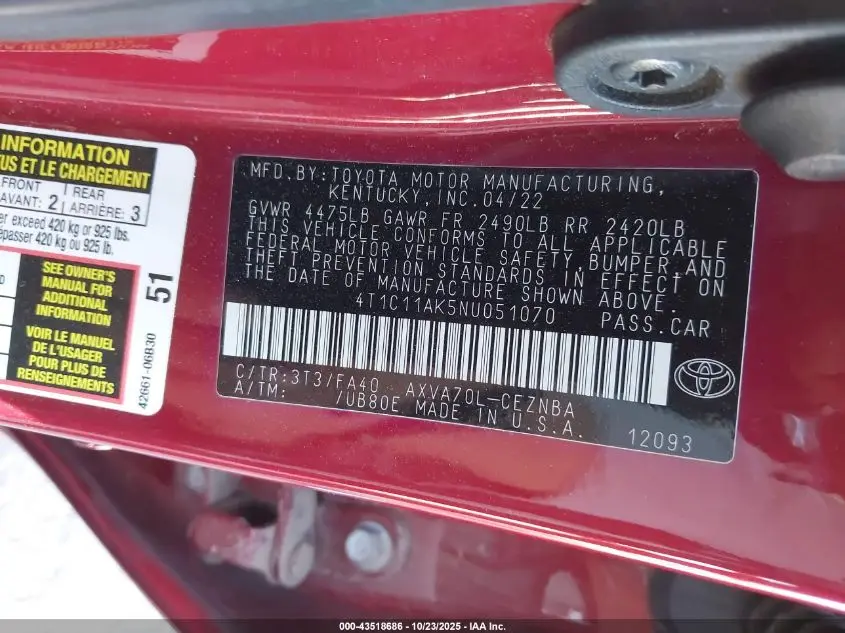 INFORMATION
TUS ET LE CHARGEMENT
FRONT
AVANT: 2
REAR
ARRIÈRE: 3
er exceed 420 kg or 925 lbs.
épasser 420 kg ou 925 lb.
SEE OWNER'S
MANUAL FOR
ADDITIONAL
INFORMATION
VOIR LE MANUEL
DE L'USAGER
POUR PLUS DE
RENSEIGNEMENTS
51
42661-06B30
MFD.BY:TOYOTA MOTOR MANUFACTURING,
KENTUCKY,INC.04/22
GVWR 4475LB GAWR FR 2490LB RR 2420LB
THIS VEHICLE CONFORMS TO ALL APPLICABLE
FEDERAL MOTOR VEHICLE SAFETY,BUMPER,AND
THEFT PREVENTION STANDARDS IN EFFECT ON
THE DATE OF MANUFACTURE SHOWN ABOVE.
4T1C11AK5NU051070 PASS.CAR
C/TR:3T3/FA40 AXVA70L-CEZNBA
A/TM: /UB80E MADE IN U.S.A.
12093
000-43518686 - 10/23/2025 - IAA Inc.